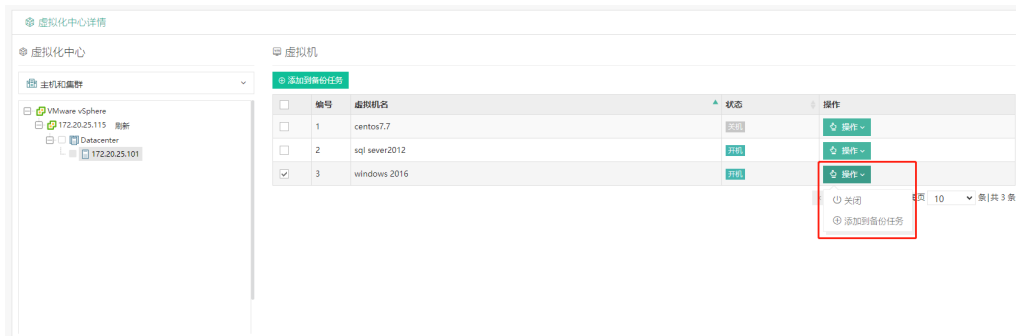 虚拟化中心详情
虚拟化中心
虚拟机
主机和集群
添加到备份任务
编号 虚拟机名 状态 操作
VMware vSphere
172.20.25.115 刷新
Datacenter
172.20.25.101
1 centos7.7 关机 操作
2 sql sever2012 开机 操作
3 windows 2016 开机 操作
关闭
添加到备份任务
页 10 条|共 3 条